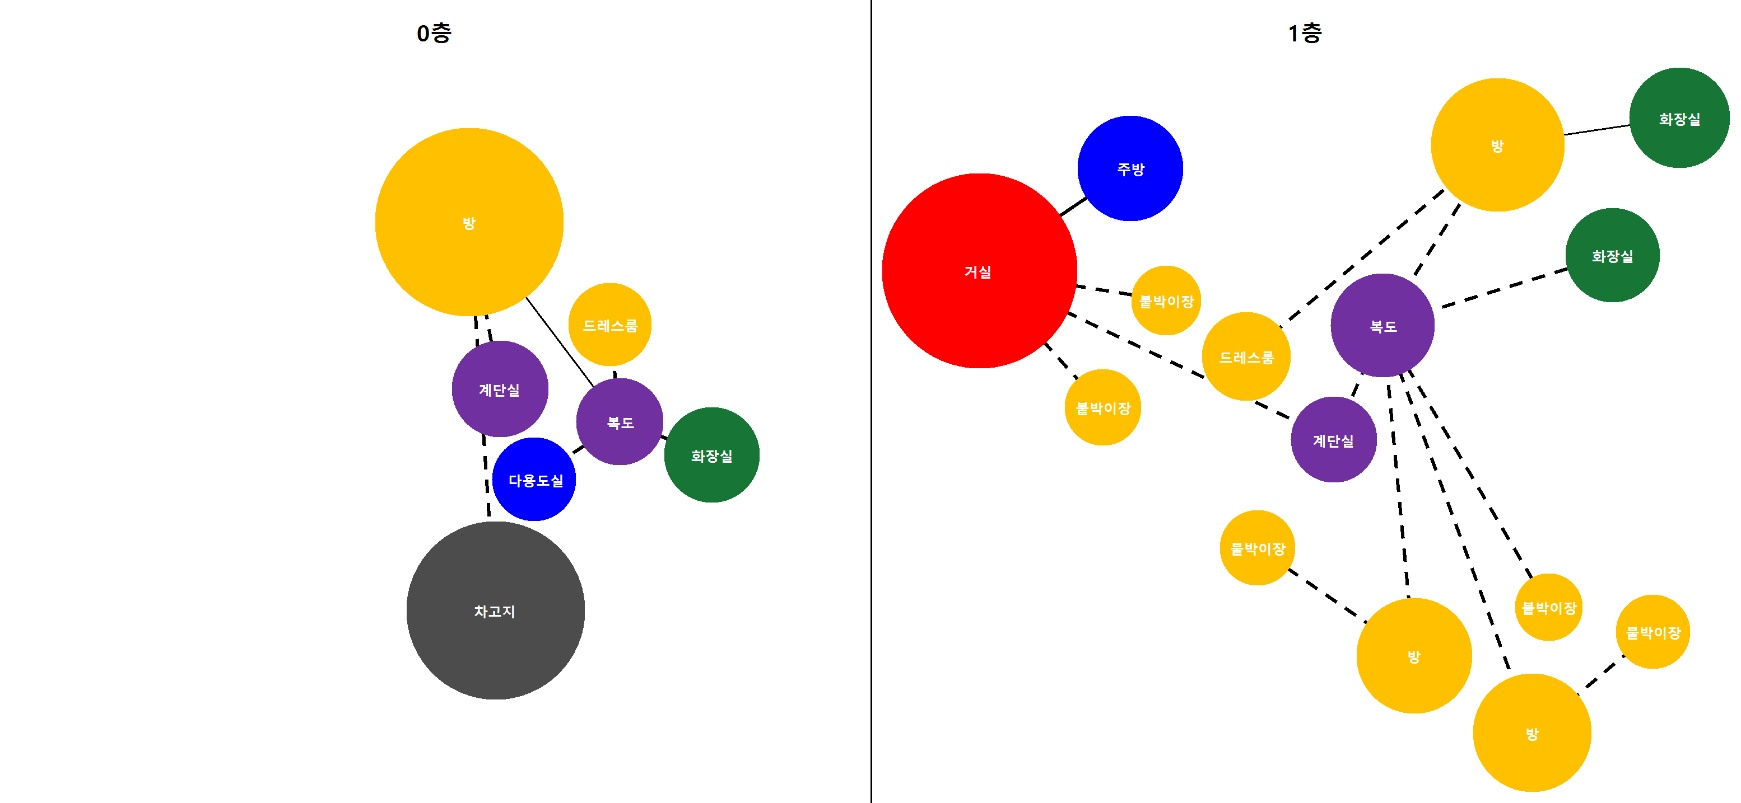 0층
방
드레스룸
계단실
복도
화장실
다용도실
차고지
1층
화장실
방
주방
화장실
거실
붙박이장
복도
드레스룸
붙박이장
계단실
붙박이장
붙박이장
붙박이장
방
방